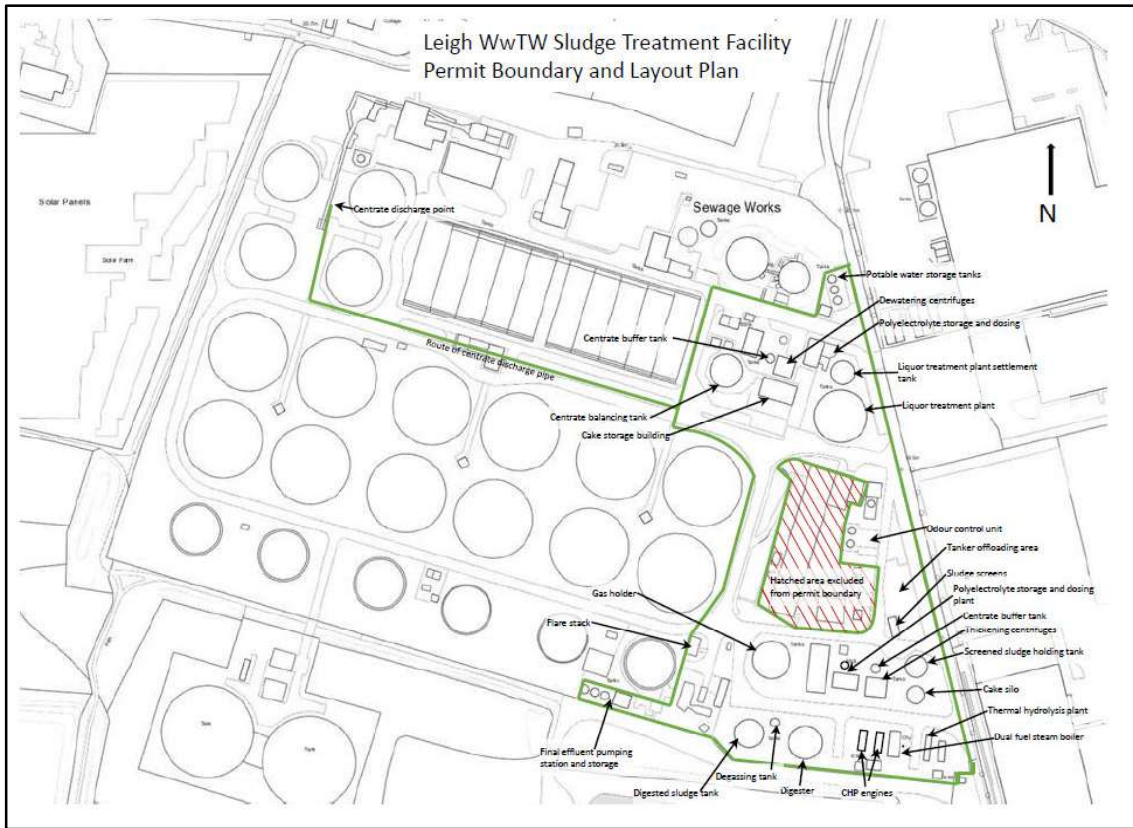 Leigh WwTW Sludge Treatment Facility
Permit Boundary and Layout Plan
N
Solar Panels
Solar Farm
Sewage Works
Tanks
Centrate discharge point
Potable water storage tanks
Dewatering centrifuges
Polyelectrolyte storage and dosing
Centrate buffer tank
Liquor treatment plant settlement
tank
Route of centrate discharge pipe
Liquor treatment plant
Centrate balancing tank
Cake storage building
Odour control unit
Tanker offloading area
Sludge screens
Hatched area excluded
from permit boundary
Polyelectrolyte storage and dosing
plant
Gas holder
Centrate buffer tank
Thickening centrifuges
Flare stack
Screened sludge holding tank
Cake silo
Thermal hydrolysis plant
Dual fuel steam boiler
Final effluent pumping
station and storage
Degassing tank
Digested sludge tank
Digester
CHP engines